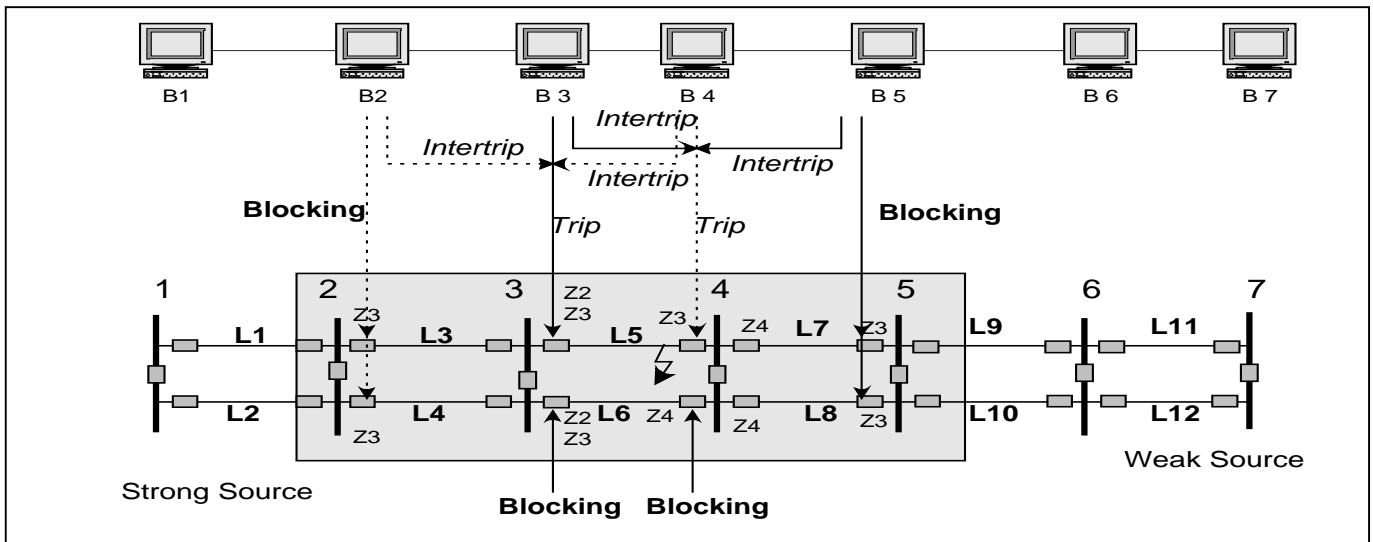 B1 B2 B 3 B 4 B 5 B 6 B 7
Intertrip
Intertrip Intertrip
Intertrip
Blocking Trip Trip Blocking
1 2 3 4 5 6 7
Z2
Z3 Z3 Z3 Z4 Z3
L1 L3 L5 L7 L9 L11
L2 L4 L6 L8 L10 L12
Z3 Z2 Z4 Z4 Z3
Z3
Strong Source Weak Source
Blocking Blocking